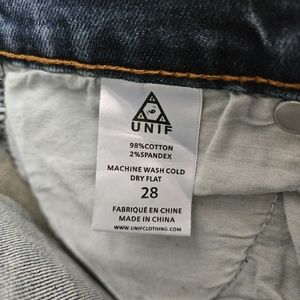 UNIF
98%COTTON
2%SPANDEX
MACHINE WASH COLD
DRY FLAT
28
FABRIQUÉ EN CHINE
MADE IN CHINA
WWW.UNIFCLOTHING.COM